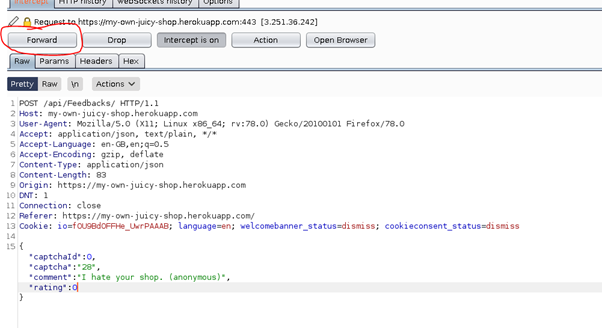 Intercept HTTP history WebSockets history Options
Request to https://my-own-juicy-shop.herokuapp.com:443 [3.251.36.242]
Forward Drop Intercept is on Action Open Browser
Raw Params Headers Hex
Pretty Raw \n Actions
1 POST /api/Feedbacks/ HTTP/1.1
2 Host: my-own-juicy-shop.herokuapp.com
3 User-Agent: Mozilla/5.0 (X11; Linux x86_64; rv:78.0) Gecko/20100101 Firefox/78.0
4 Accept: application/json, text/plain, */*
5 Accept-Language: en-GB,en;q=0.5
6 Accept-Encoding: gzip, deflate
7 Content-Type: application/json
8 Content-Length: 83
9 Origin: https://my-own-juicy-shop.herokuapp.com
10 DNT: 1
11 Connection: close
12 Referer: https://my-own-juicy-shop.herokuapp.com/
13 Cookie: io=fOU9BdOFFHe_UwrPAAAB; language=en; welcomebanner_status=dismiss; cookieconsent_status=dismiss
14
15 {
"captchaId":0,
"captcha":"28",
"comment":"I hate your shop. (anonymous)",
"rating":0
}